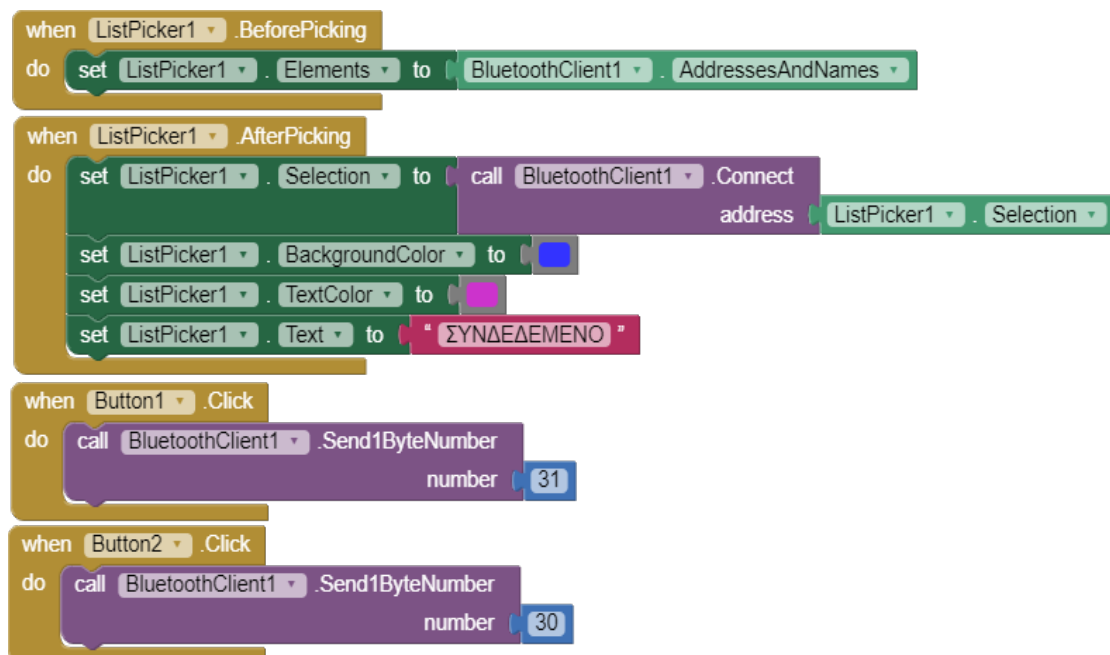 when ListPicker1 .BeforePicking
do set ListPicker1 . Elements to BluetoothClient1 . AddressesAndNames
when ListPicker1 .AfterPicking
do set ListPicker1 . Selection to call BluetoothClient1 .Connect
address ListPicker1 . Selection
set ListPicker1 . BackgroundColor to
set ListPicker1 . TextColor to
set ListPicker1 . Text to " ΣΥΝΔΕΔΕΜΕΝΟ "
when Button1 .Click
do call BluetoothClient1 .Send1ByteNumber
number 31
when Button2 .Click
do call BluetoothClient1 .Send1ByteNumber
number 30